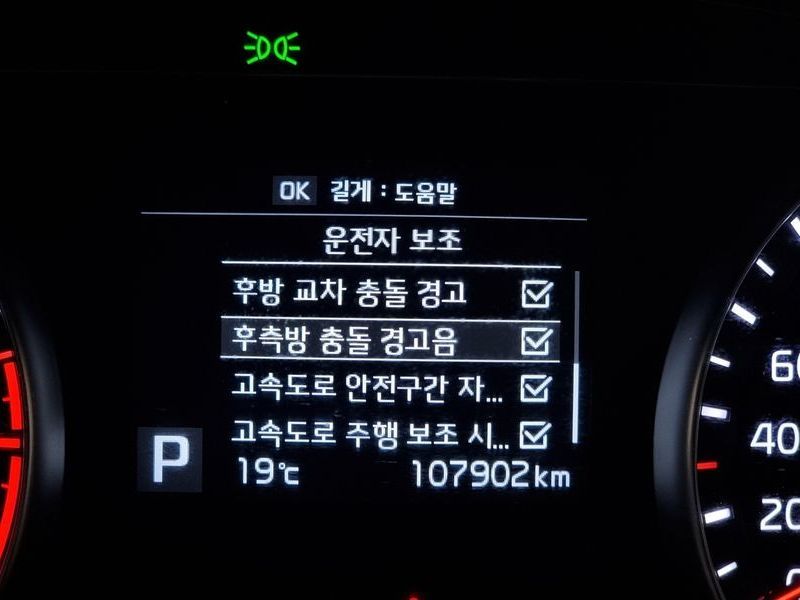 OK 길게 : 도움말
운전자 보조
후방 교차 충돌 경고
후측방 충돌 경고음
고속도로 안전구간 자...
고속도로 주행 보조 시...
P
19℃ 107902km
60
40
20
0